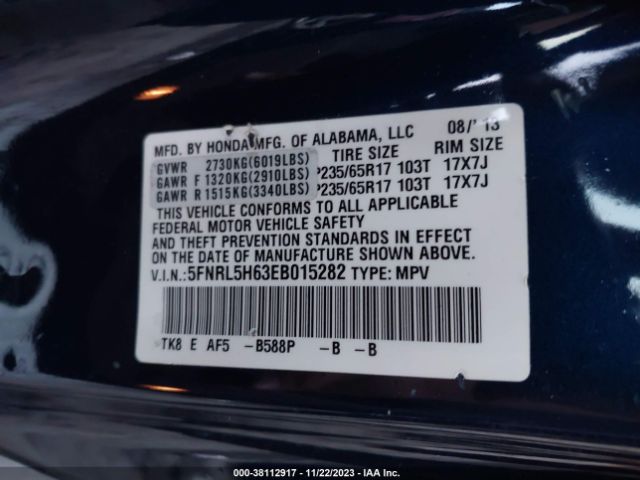 MFD. BY HONDA MFG. OF ALABAMA, LLC 08/'13
TIRE SIZE RIM SIZE
GVWR 2730KG(6019LBS)
GAWR F 1320KG(2910LBS) P235/65R17 103T 17X7J
GAWR R 1515KG(3340LBS) P235/65R17 103T 17X7J
THIS VEHICLE CONFORMS TO ALL APPLICABLE
FEDERAL MOTOR VEHICLE SAFETY
AND THEFT PREVENTION STANDARDS IN EFFECT
ON THE DATE OF MANUFACTURE SHOWN ABOVE.
V.I.N.: 5FNRL5H63EB015282 TYPE: MPV
TK8 E AF5 -B588P -B -B
000-38112917 - 11/22/2023 - IAA Inc.